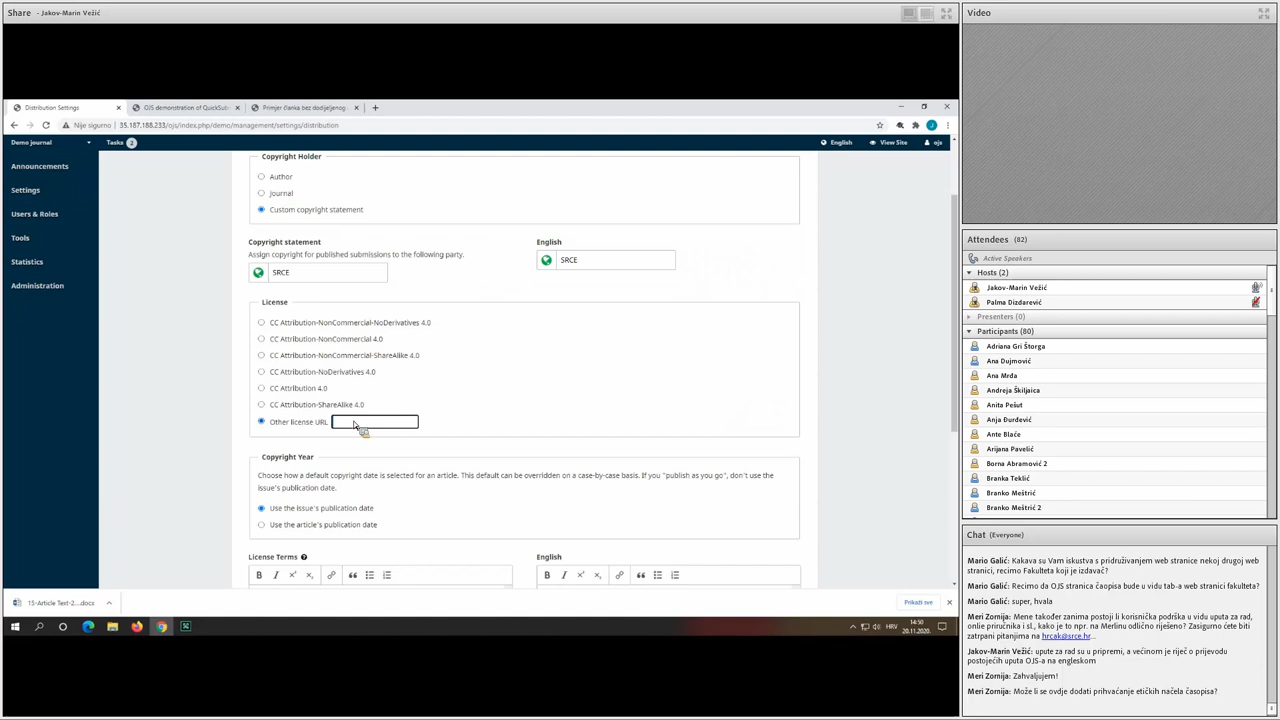 Share - Jakov-Marin Vežić
Distribution Settings
OJS demonstration of QuickSub
Primjer članka bez dodijeljenog
Nije sigurno
35.187.188.233/ojs/index.php/demo/management/settings/distribution
Demo journal
Tasks 2
English
View Site
ojs
Announcements
Settings
Users & Roles
Tools
Statistics
Administration
Copyright Holder
Author
Journal
Custom copyright statement
Copyright statement
Assign copyright for published submissions to the following party.
SRCE
English
SRCE
License
CC Attribution-NonCommercial-NoDerivatives 4.0
CC Attribution-NonCommercial 4.0
CC Attribution-NonCommercial-ShareAlike 4.0
CC Attribution-NoDerivatives 4.0
CC Attribution 4.0
CC Attribution-ShareAlike 4.0
Other license URL
Copyright Year
Choose how a default copyright date is selected for an article. This default can be overridden on a case-by-case basis. If you "publish as you go", don't use the
issue's publication date.
Use the issue's publication date
Use the article's publication date
License Terms
English
15-Article Text-2....docx
Prikaži sve
HRV
14:50
20.11.2020.
Video
Attendees (82)
Active Speakers
Hosts (2)
Jakov-Marin Vežić
Palma Dizdarević
Presenters (0)
Participants (80)
Adriana Gri Štorga
Ana Dujmović
Ana Mrđa
Andreja Škiljaica
Anita Pešut
Anja Đurđević
Ante Blaće
Arijana Pavelić
Borna Abramović 2
Branka Teklić
Branko Meštrić
Branko Meštrić 2
Chat (Everyone)
Mario Galić: Kakava su Vam iskustva s pridruživanjem web stranice nekoj drugoj web
stranici, recimo Fakulteta koji je izdavač?
Mario Galić: Recimo da OJS stranica čaopisa bude u vidu tab-a web stranici fakulteta?
Mario Galić: super, hvala
Meri Zornija: Mene također zanima postoji li korisnička podrška u vidu uputa za rad,
onlie priručnika i sl., kako je to npr. na Merlinu odlično riješeno? Zasigurno ćete biti
zatrpani pitanjima na hrcak@srce.hr...
Jakov-Marin Vežić: upute za rad su u pripremi, a većinom je riječ o prijevodu
postojećih uputa OJS-a na engleskom
Meri Zornija: Zahvaljujem!
Meri Zornija: Može li se ovdje dodati prihvaćanje etičkih načela časopisa?